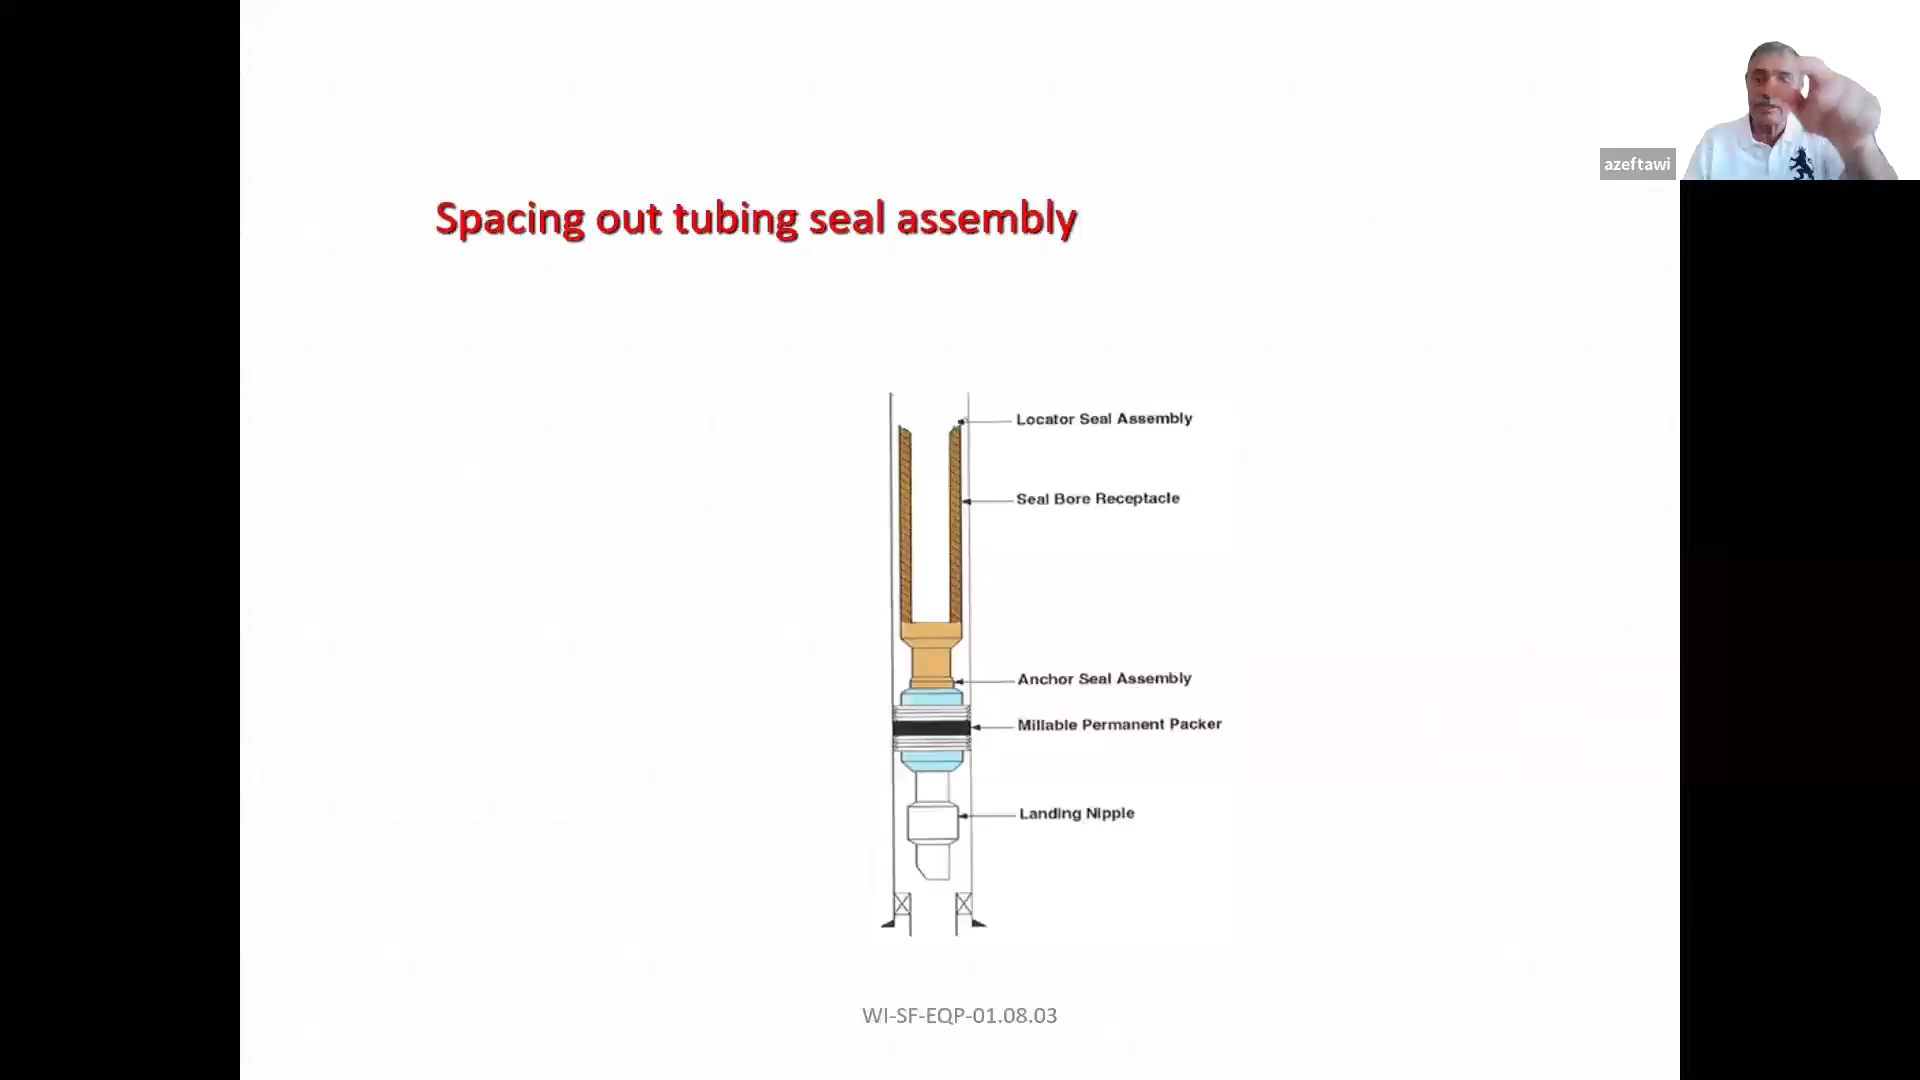 azeftawi
Spacing out tubing seal assembly
Locator Seal Assembly
Seal Bore Receptacle
Anchor Seal Assembly
Millable Permanent Packer
Landing Nipple
WI-SF-EQP-01.08.03